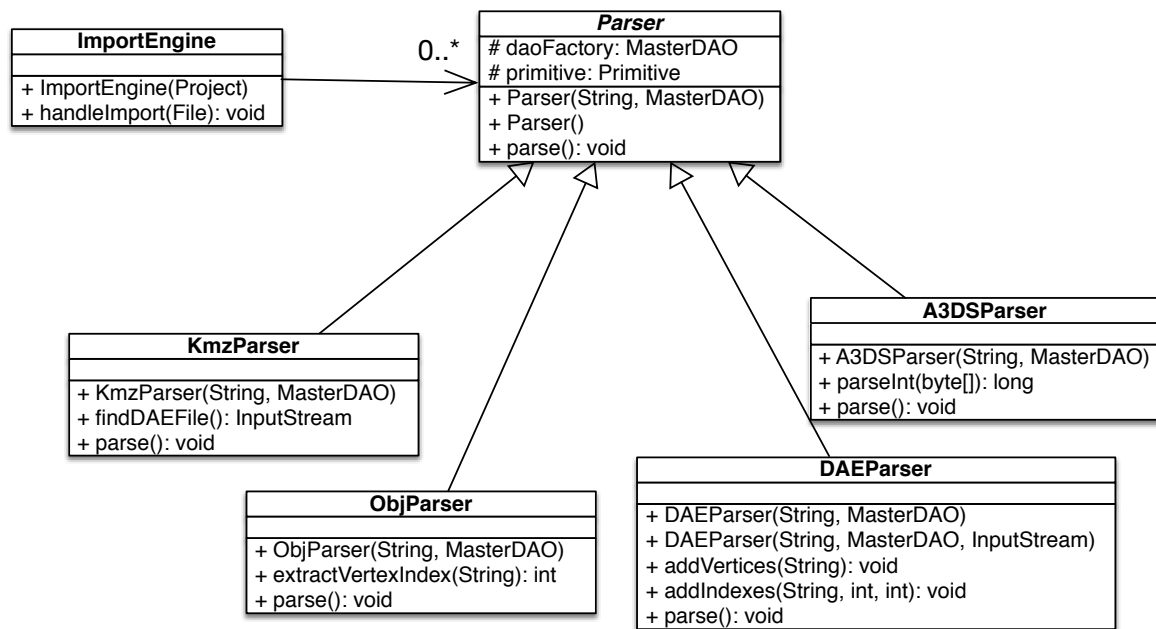 ImportEngine
+ ImportEngine(Project)
+ handleImport(File): void
0..*
Parser
# daoFactory: MasterDAO
# primitive: Primitive
+ Parser(String, MasterDAO)
+ Parser()
+ parse(): void
KmzParser
+ KmzParser(String, MasterDAO)
+ findDAEFile(): InputStream
+ parse(): void
ObjParser
+ ObjParser(String, MasterDAO)
+ extractVertexIndex(String): int
+ parse(): void
A3DSParser
+ A3DSParser(String, MasterDAO)
+ parseInt(byte[]): long
+ parse(): void
DAEParser
+ DAEParser(String, MasterDAO)
+ DAEParser(String, MasterDAO, InputStream)
+ addVertices(String): void
+ addIndexes(String, int, int): void
+ parse(): void